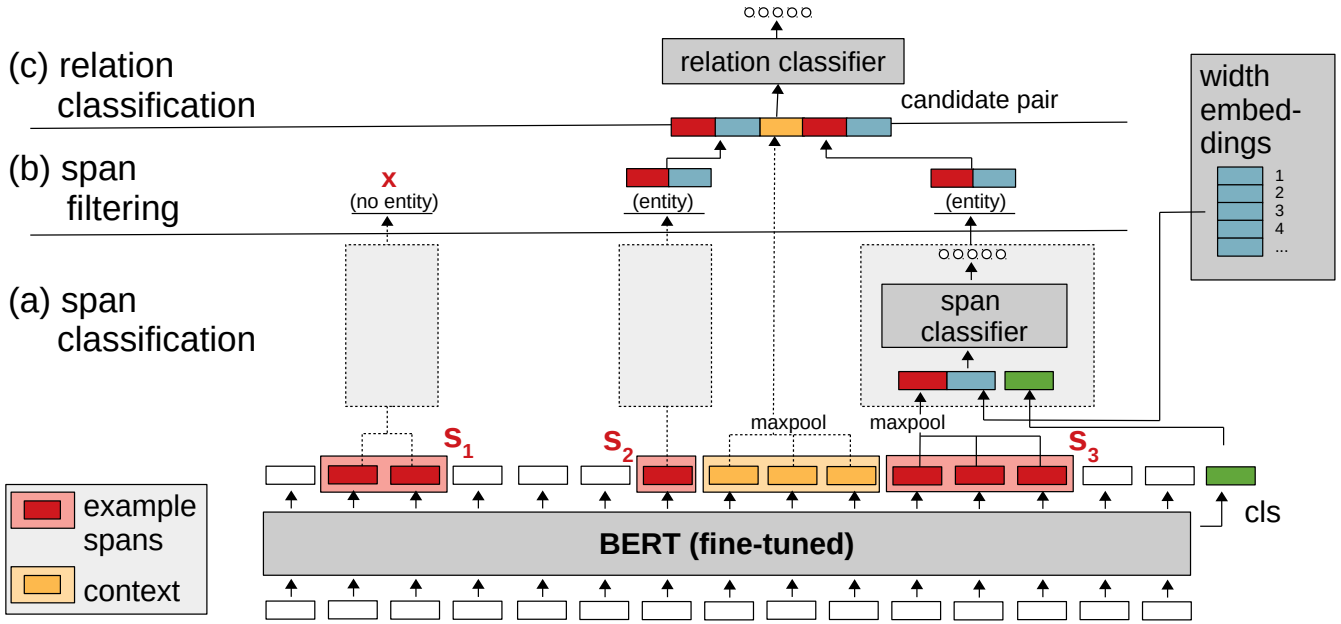 (c) relation
classification
relation classifier
candidate pair
width
embed-
dings
1
2
3
4
...
(b) span
filtering
x
(no entity)
(entity)
(entity)
(a) span
classification
span
classifier
maxpool
maxpool
s1
s2
s3
example
spans
context
BERT (fine-tuned)
cls